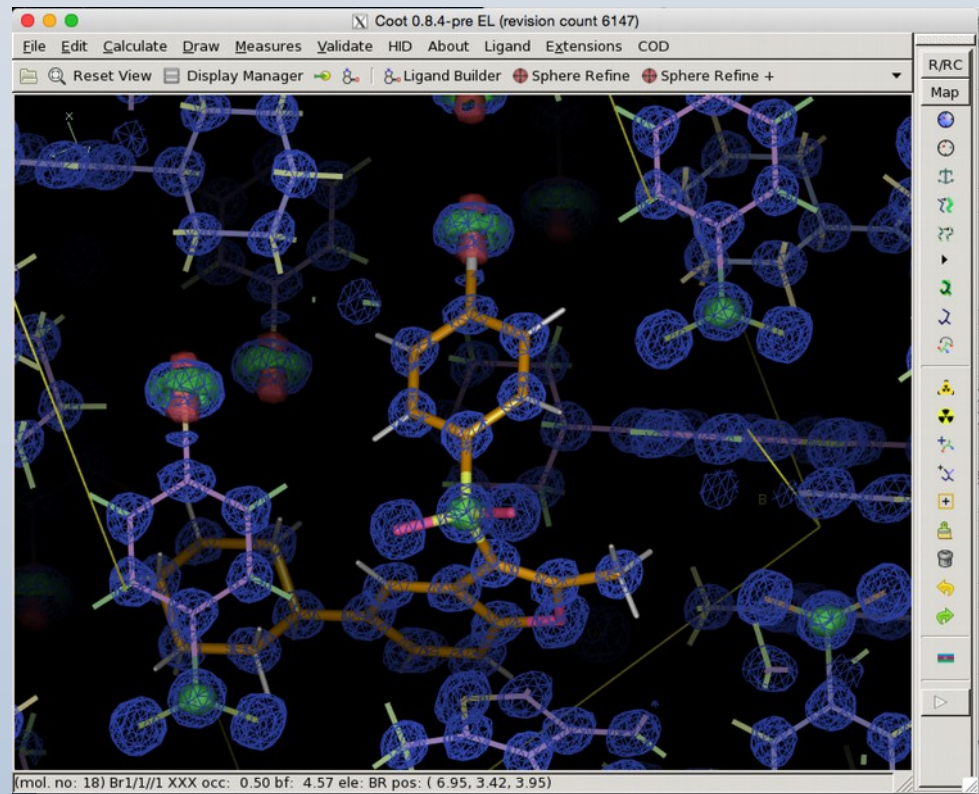 Coot 0.8.4-pre EL (revision count 6147)
File Edit Calculate Draw Measures Validate HID About Ligand Extensions COD
Reset View Display Manager Ligand Builder Sphere Refine Sphere Refine +
R/RC
Map
X
B
(mol. no: 18) Br1/1//1 XXX occ: 0.50 bf: 4.57 ele: BR pos: ( 6.95, 3.42, 3.95)